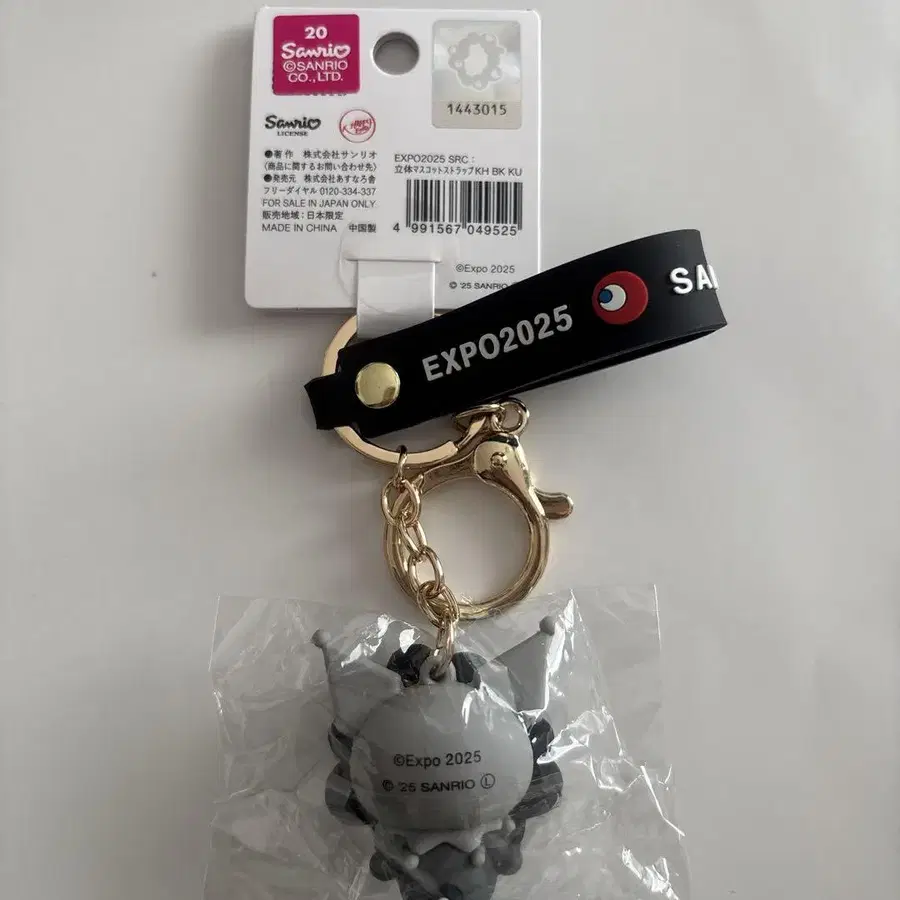 20
Sanrio
©SANRIO
CO.,LTD.
1443015
Sanrio
LICENSE
●著作 株式会社サンリオ
(商品に関するお問い合わせ先)
●発売元 株式会社あすなろ舎
フリーダイヤル 0120-334-337
FOR SALE IN JAPAN ONLY
販売地域：日本限定
MADE IN CHINA 中国製
EXPO2025 SRC：
立体マスコットストラップKH BK KU
4 991567 049525
©Expo 2025
© '25 SANRIO
EXPO2025
SAN
©Expo 2025
© '25 SANRIO Ⓛ